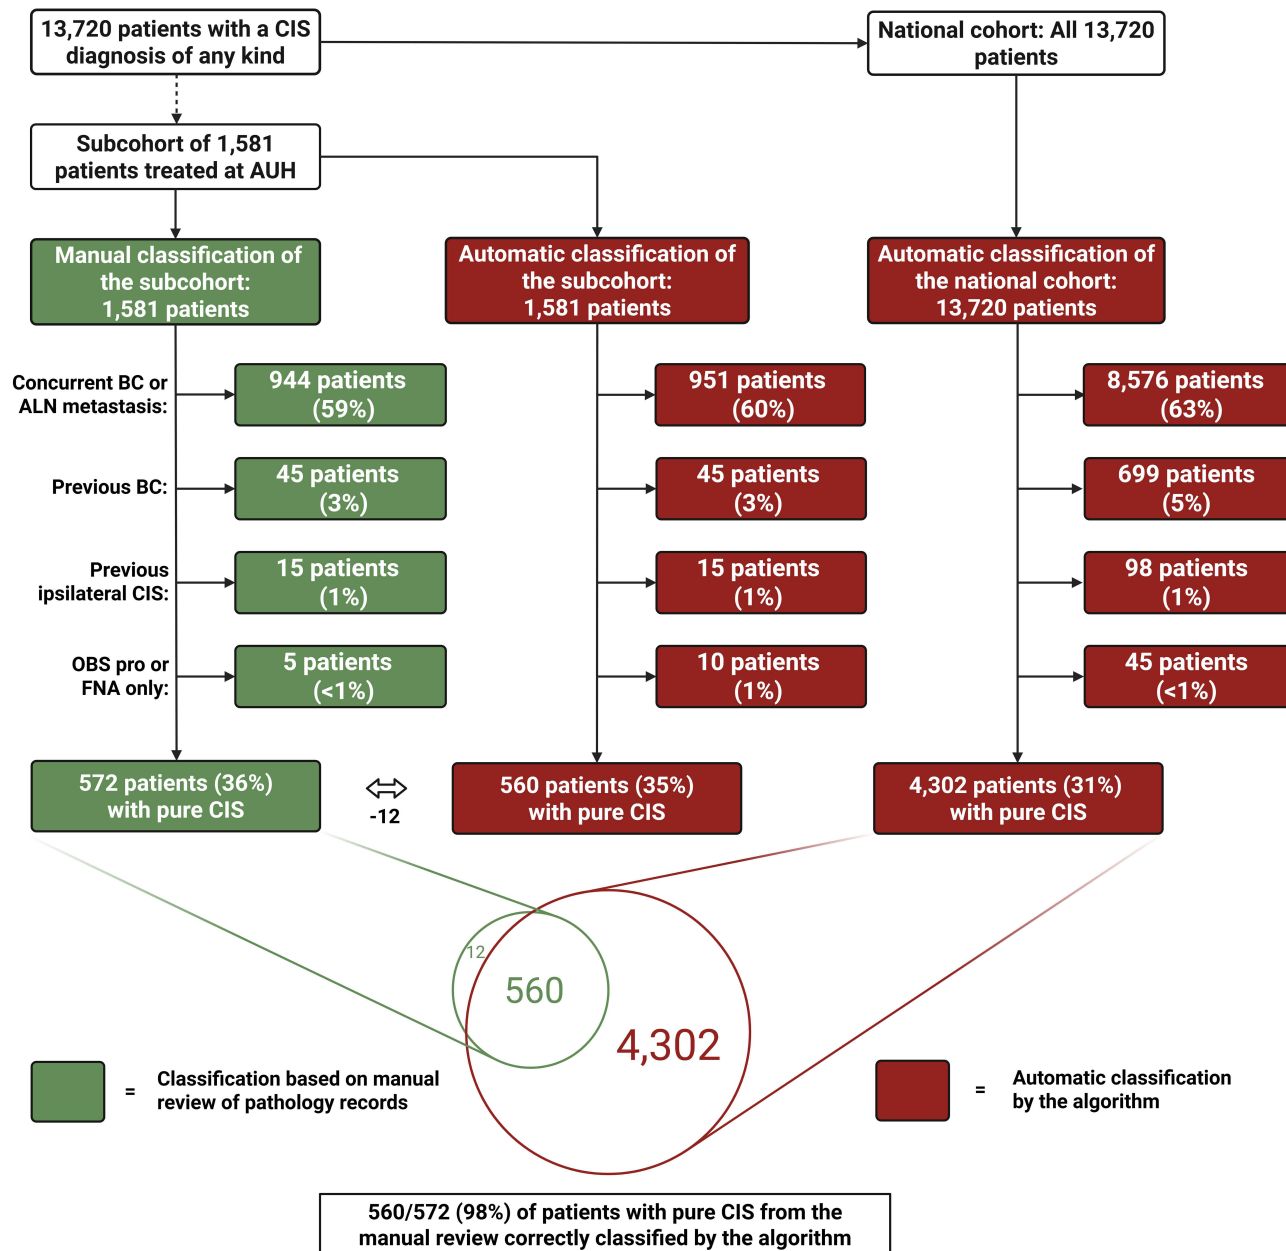 13,720 patients with a CIS
diagnosis of any kind
National cohort: All 13,720
patients
Subcohort of 1,581
patients treated at AUH
Manual classification of
the subcohort:
1,581 patients
Automatic classification of
the subcohort:
1,581 patients
Automatic classification of
the national cohort:
13,720 patients
Concurrent BC or
ALN metastasis:
944 patients
(59%)
951 patients
(60%)
8,576 patients
(63%)
Previous BC:
45 patients
(3%)
45 patients
(3%)
699 patients
(5%)
Previous
ipsilateral CIS:
15 patients
(1%)
15 patients
(1%)
98 patients
(1%)
OBS pro or
FNA only:
5 patients
(<1%)
10 patients
(1%)
45 patients
(<1%)
572 patients (36%)
with pure CIS
-12
560 patients (35%)
with pure CIS
4,302 patients (31%)
with pure CIS
12
560
4,302
=
Classification based on manual
review of pathology records
=
Automatic classification
by the algorithm
560/572 (98%) of patients with pure CIS from the
manual review correctly classified by the algorithm